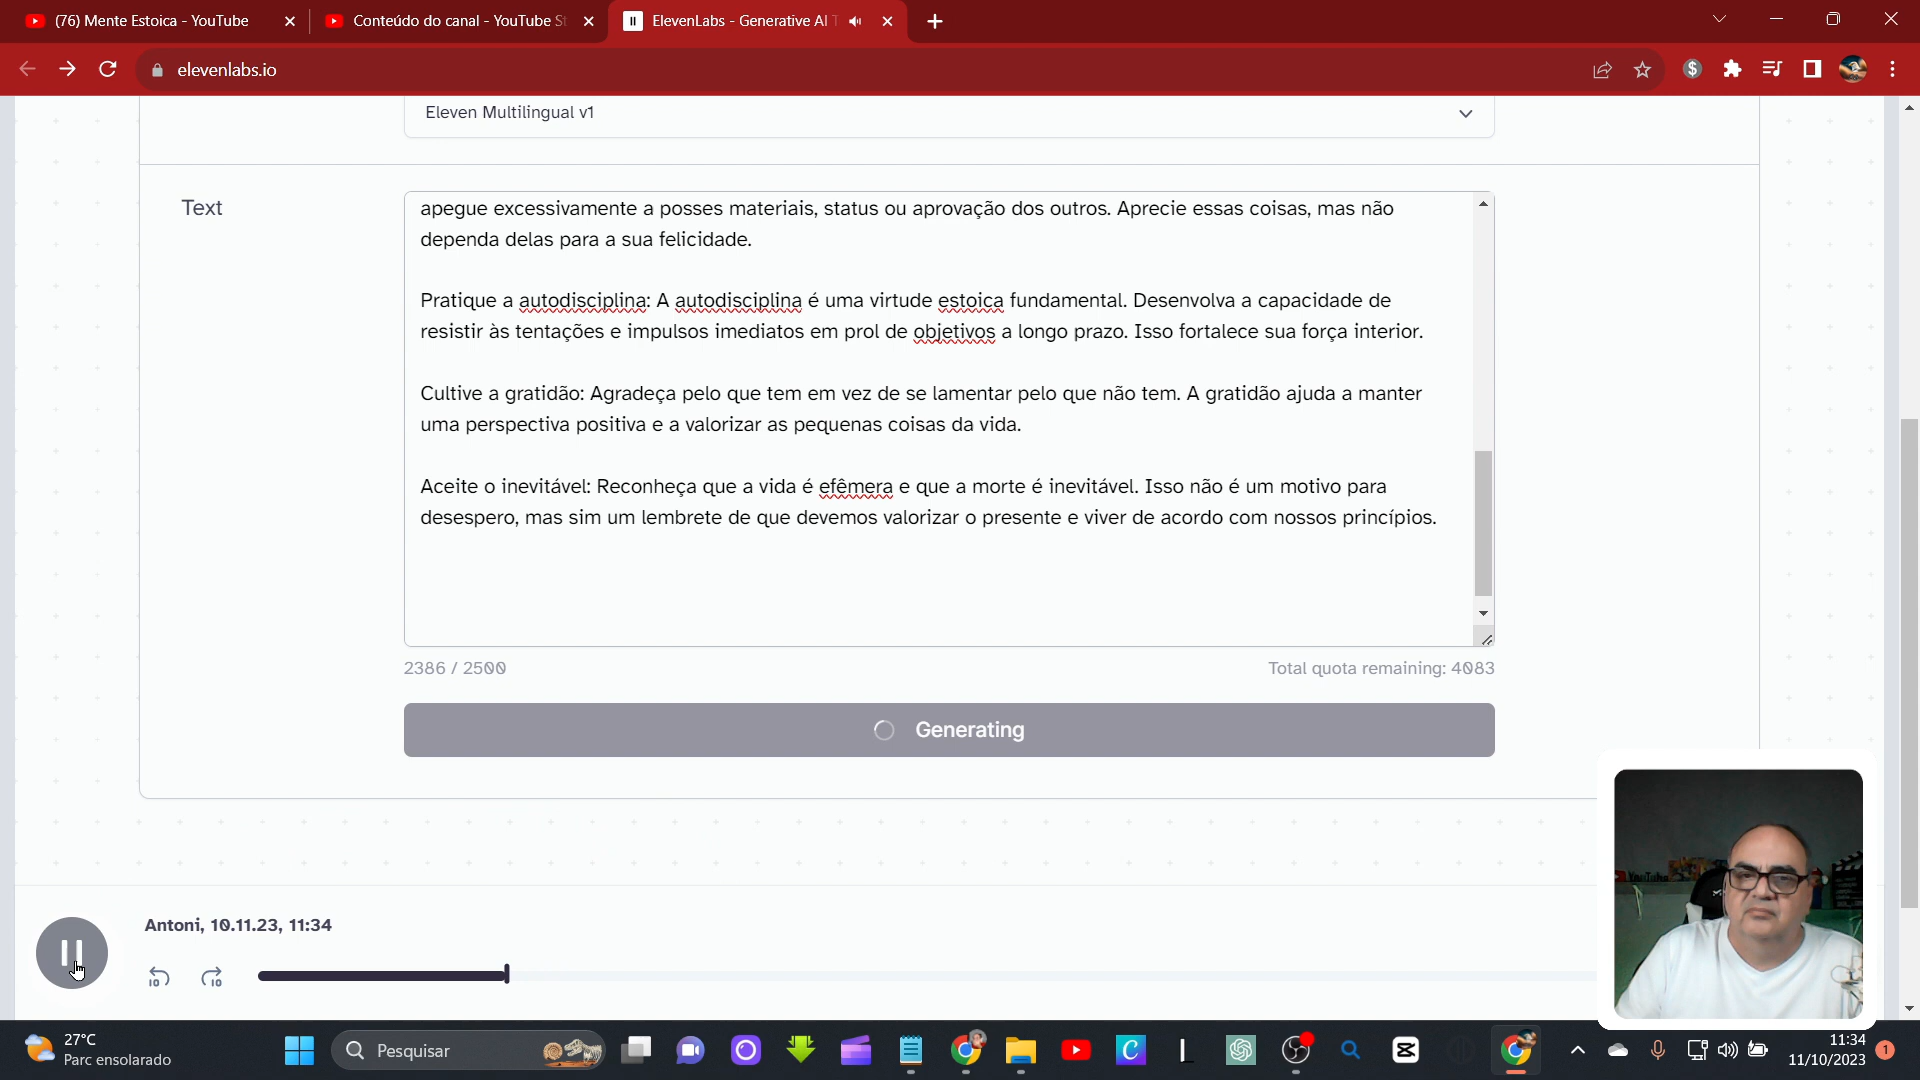 (76) Mente Estoica - YouTube
Conteúdo do canal - YouTube St
ElevenLabs - Generative AI T
elevenlabs.io
Eleven Multilingual v1
Text
apegue excessivamente a posses materiais, status ou aprovação dos outros. Aprecie essas coisas, mas não
dependa delas para a sua felicidade.
Pratique a autodisciplina: A autodisciplina é uma virtude estoica fundamental. Desenvolva a capacidade de
resistir às tentações e impulsos imediatos em prol de objetivos a longo prazo. Isso fortalece sua força interior.
Cultive a gratidão: Agradeça pelo que tem em vez de se lamentar pelo que não tem. A gratidão ajuda a manter
uma perspectiva positiva e a valorizar as pequenas coisas da vida.
Aceite o inevitável: Reconheça que a vida é efêmera e que a morte é inevitável. Isso não é um motivo para
desespero, mas sim um lembrete de que devemos valorizar o presente e viver de acordo com nossos princípios.
2386 / 2500
Total quota remaining: 4083
Generating
Antoni, 10.11.23, 11:34
10
10
YouTube
27°C
Parc ensolarado
Pesquisar
11:34
11/10/2023
1